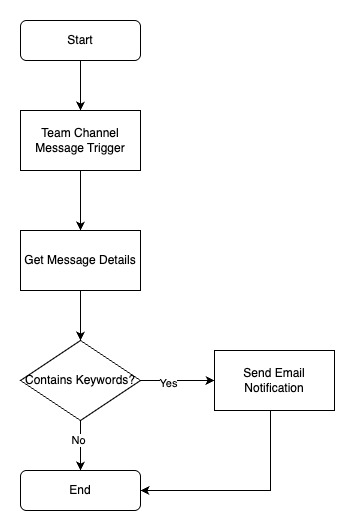 Start
Team Channel
Message Trigger
Get Message Details
Contains Keywords?
Yes
Send Email
Notification
No
End